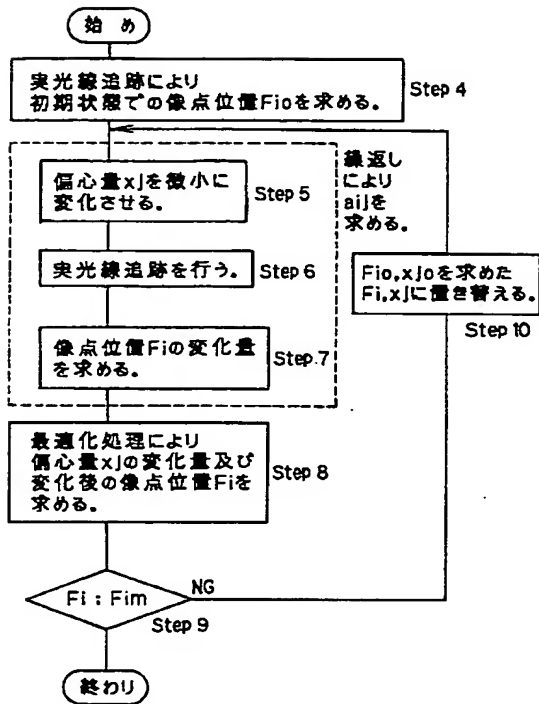 始め
実光線追跡により
初期状態での像点位置Fioを求める。
Step 4
偏心量xJを微小に
変化させる。
Step 5
繰返し
により
aiJを
求める。
実光線追跡を行う。
Step 6
Fio,xJoを求めた
Fi,xJに置き替える。
Step 10
像点位置Fiの変化量
を求める。
Step.7
最適化処理により
偏心量xJの変化量及び
変化後の像点位置Fiを
求める。
Step 8
Fi : Fim
NG
Step 9
終わり